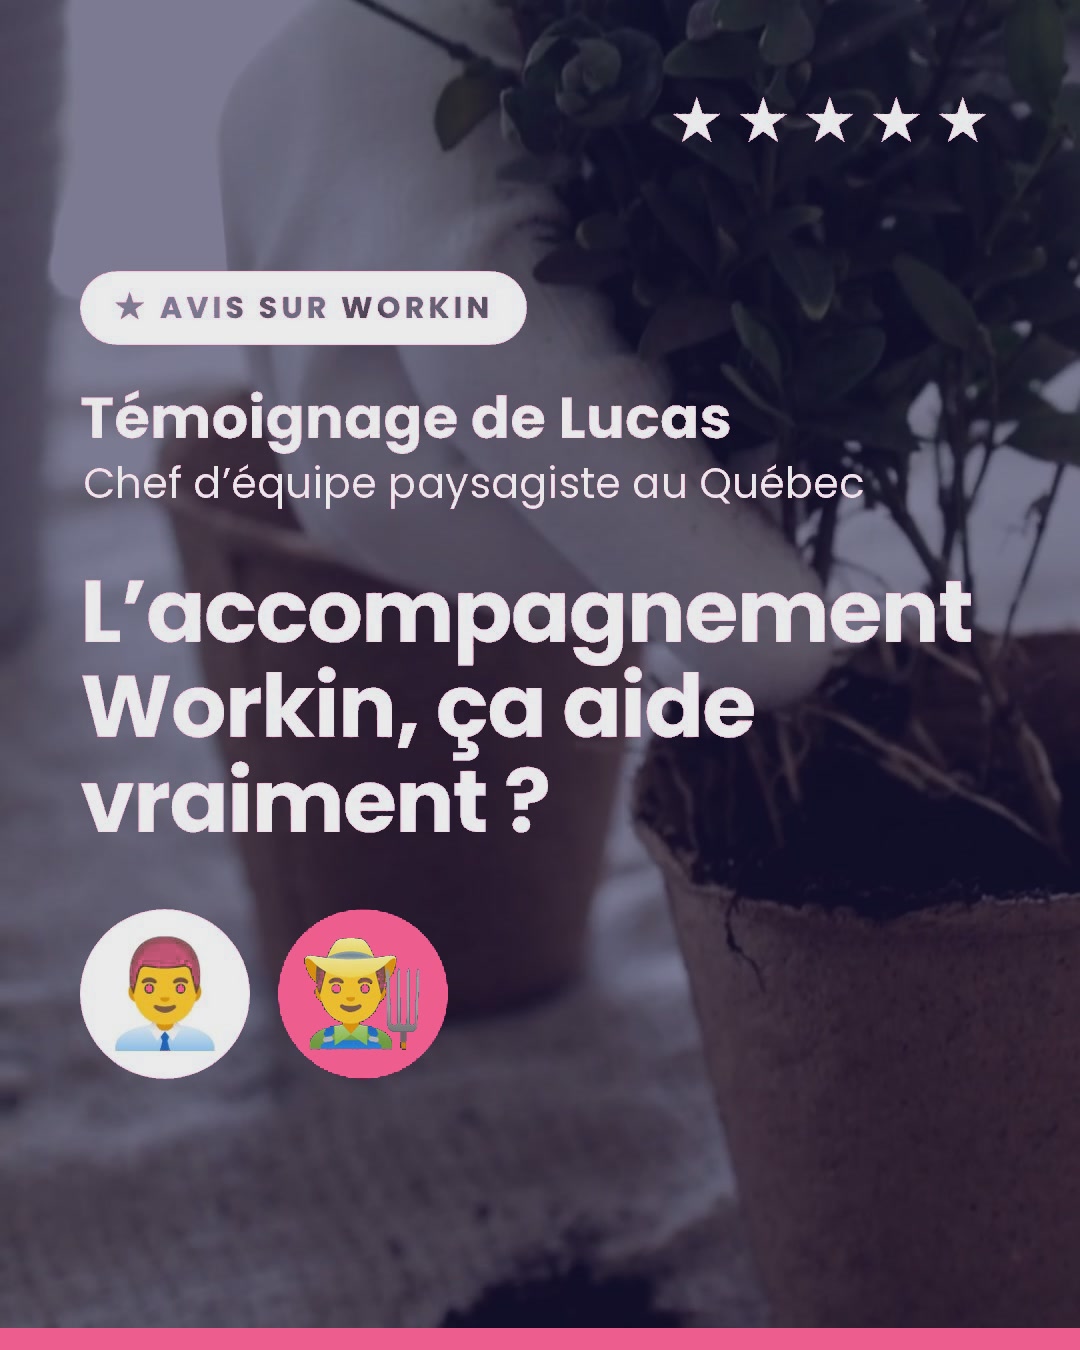 ★ ★ ★ ★ ★
★ AVIS SUR WORKIN
Témoignage de Lucas
Chef d’équipe paysagiste au Québec
L’accompagnement
Workin, ça aide
vraiment ?